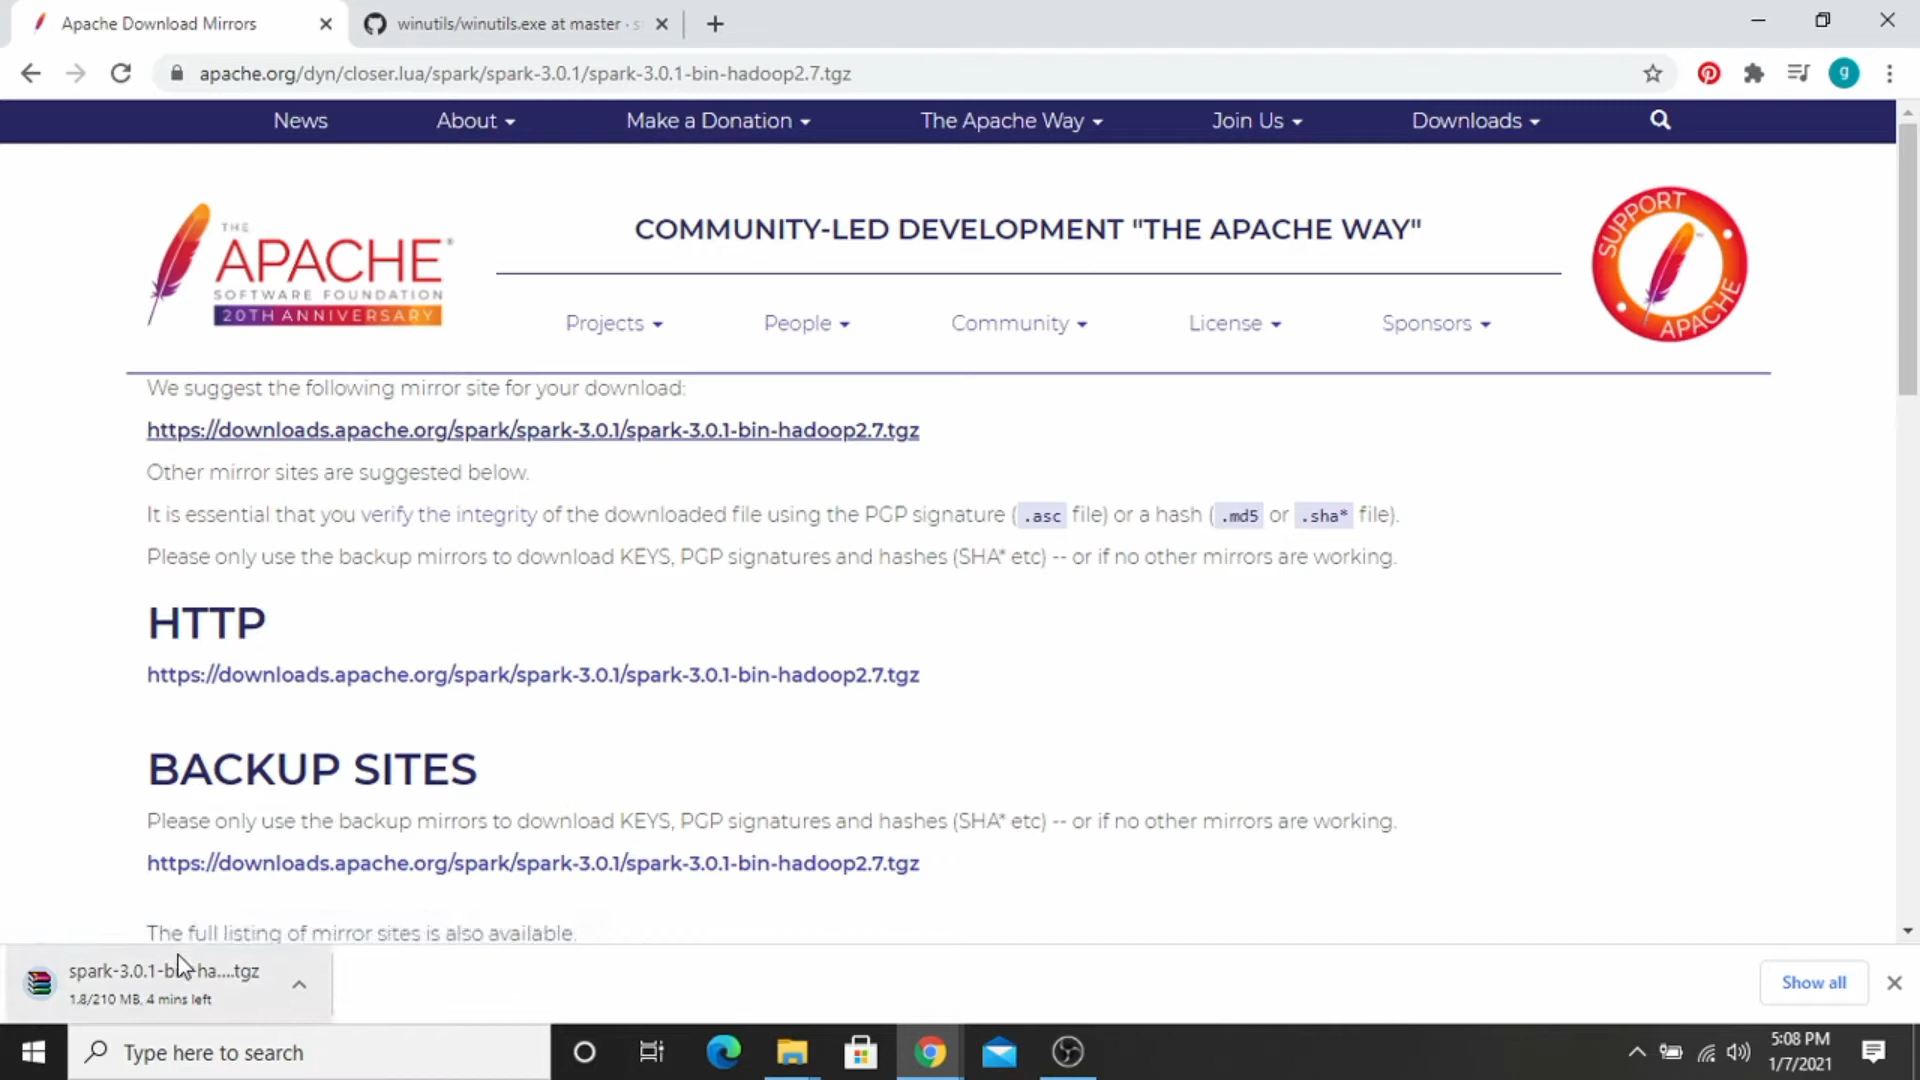 Apache Download Mirrors
winutils/winutils.exe at master · s
apache.org/dyn/closer.lua/spark/spark-3.0.1/spark-3.0.1-bin-hadoop2.7.tgz
g
News About Make a Donation The Apache Way Join Us Downloads
THE
APACHE®
SOFTWARE FOUNDATION
20TH ANNIVERSARY
COMMUNITY-LED DEVELOPMENT "THE APACHE WAY"
SUPPORT APACHE
Projects People Community License Sponsors
We suggest the following mirror site for your download:
https://downloads.apache.org/spark/spark-3.0.1/spark-3.0.1-bin-hadoop2.7.tgz
Other mirror sites are suggested below.
It is essential that you verify the integrity of the downloaded file using the PGP signature ( .asc file) or a hash ( .md5 or .sha* file).
Please only use the backup mirrors to download KEYS, PGP signatures and hashes (SHA* etc) -- or if no other mirrors are working.
HTTP
https://downloads.apache.org/spark/spark-3.0.1/spark-3.0.1-bin-hadoop2.7.tgz
BACKUP SITES
Please only use the backup mirrors to download KEYS, PGP signatures and hashes (SHA* etc) -- or if no other mirrors are working.
https://downloads.apache.org/spark/spark-3.0.1/spark-3.0.1-bin-hadoop2.7.tgz
The full listing of mirror sites is also available.
spark-3.0.1-bin-ha....tgz
1.8/210 MB, 4 mins left
Show all
Type here to search
5:08 PM
1/7/2021